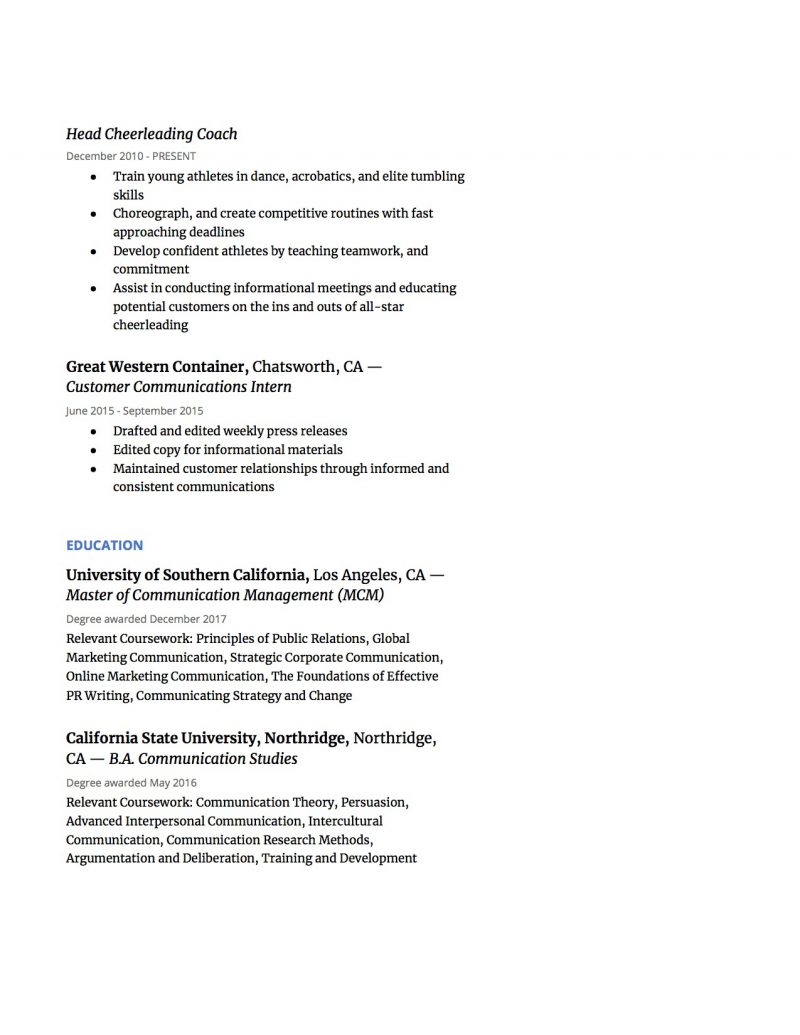 Head Cheerleading Coach
December 2010 - PRESENT
● Train young athletes in dance, acrobatics, and elite tumbling
skills
● Choreograph, and create competitive routines with fast
approaching deadlines
● Develop confident athletes by teaching teamwork, and
commitment
● Assist in conducting informational meetings and educating
potential customers on the ins and outs of all-star
cheerleading
Great Western Container, Chatsworth, CA —
Customer Communications Intern
June 2015 - September 2015
● Drafted and edited weekly press releases
● Edited copy for informational materials
● Maintained customer relationships through informed and
consistent communications
EDUCATION
University of Southern California, Los Angeles, CA —
Master of Communication Management (MCM)
Degree awarded December 2017
Relevant Coursework: Principles of Public Relations, Global
Marketing Communication, Strategic Corporate Communication,
Online Marketing Communication, The Foundations of Effective
PR Writing, Communicating Strategy and Change
California State University, Northridge, Northridge,
CA — B.A. Communication Studies
Degree awarded May 2016
Relevant Coursework: Communication Theory, Persuasion,
Advanced Interpersonal Communication, Intercultural
Communication, Communication Research Methods,
Argumentation and Deliberation, Training and Development